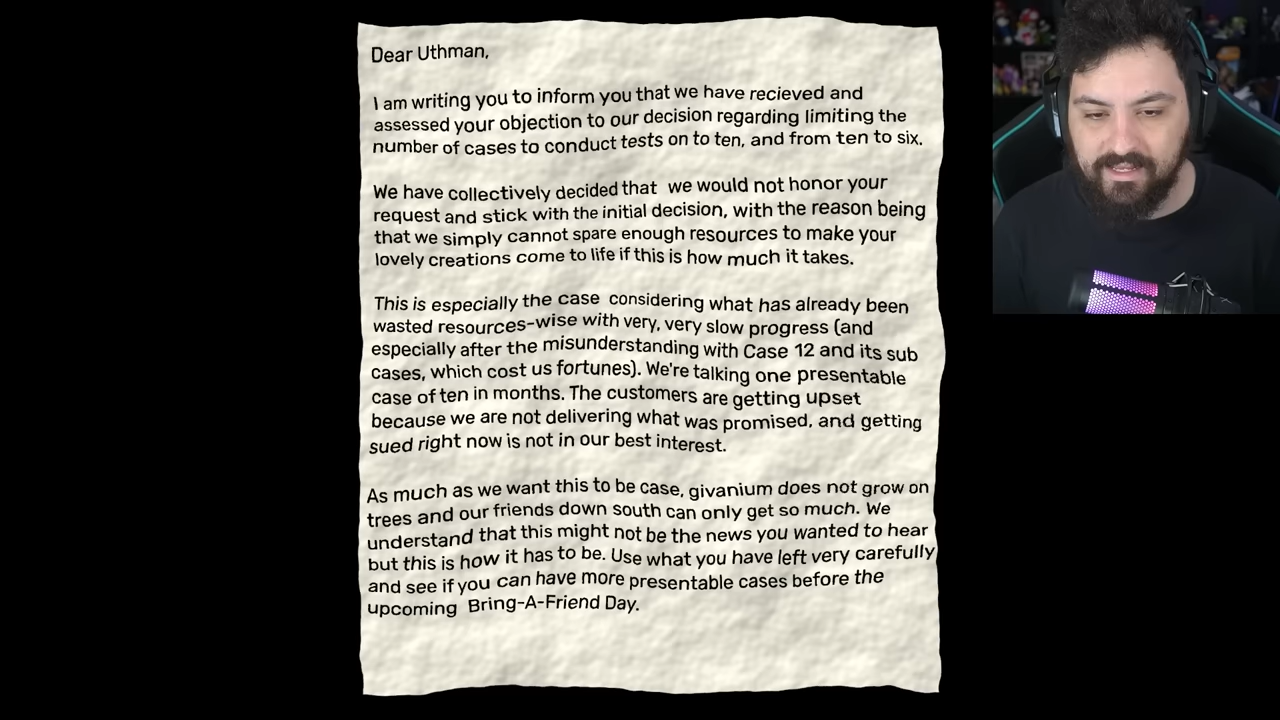 Dear Uthman,
I am writing you to inform you that we have recieved and
assessed your objection to our decision regarding limiting the
number of cases to conduct tests on to ten, and from ten to six.
We have collectively decided that we would not honor your
request and stick with the initial decision, with the reason being
that we simply cannot spare enough resources to make your
lovely creations come to life if this is how much it takes.
This is especially the case considering what has already been
wasted resources-wise with very, very slow progress (and
especially after the misunderstanding with Case 12 and its sub
cases, which cost us fortunes). We're talking one presentable
case of ten in months. The customers are getting upset
because we are not delivering what was promised, and getting
sued right now is not in our best interest.
As much as we want this to be case, givanium does not grow on
trees and our friends down south can only get so much. We
understand that this might not be the news you wanted to hear
but this is how it has to be. Use what you have left very carefully
and see if you can have more presentable cases before the
upcoming Bring-A-Friend Day.